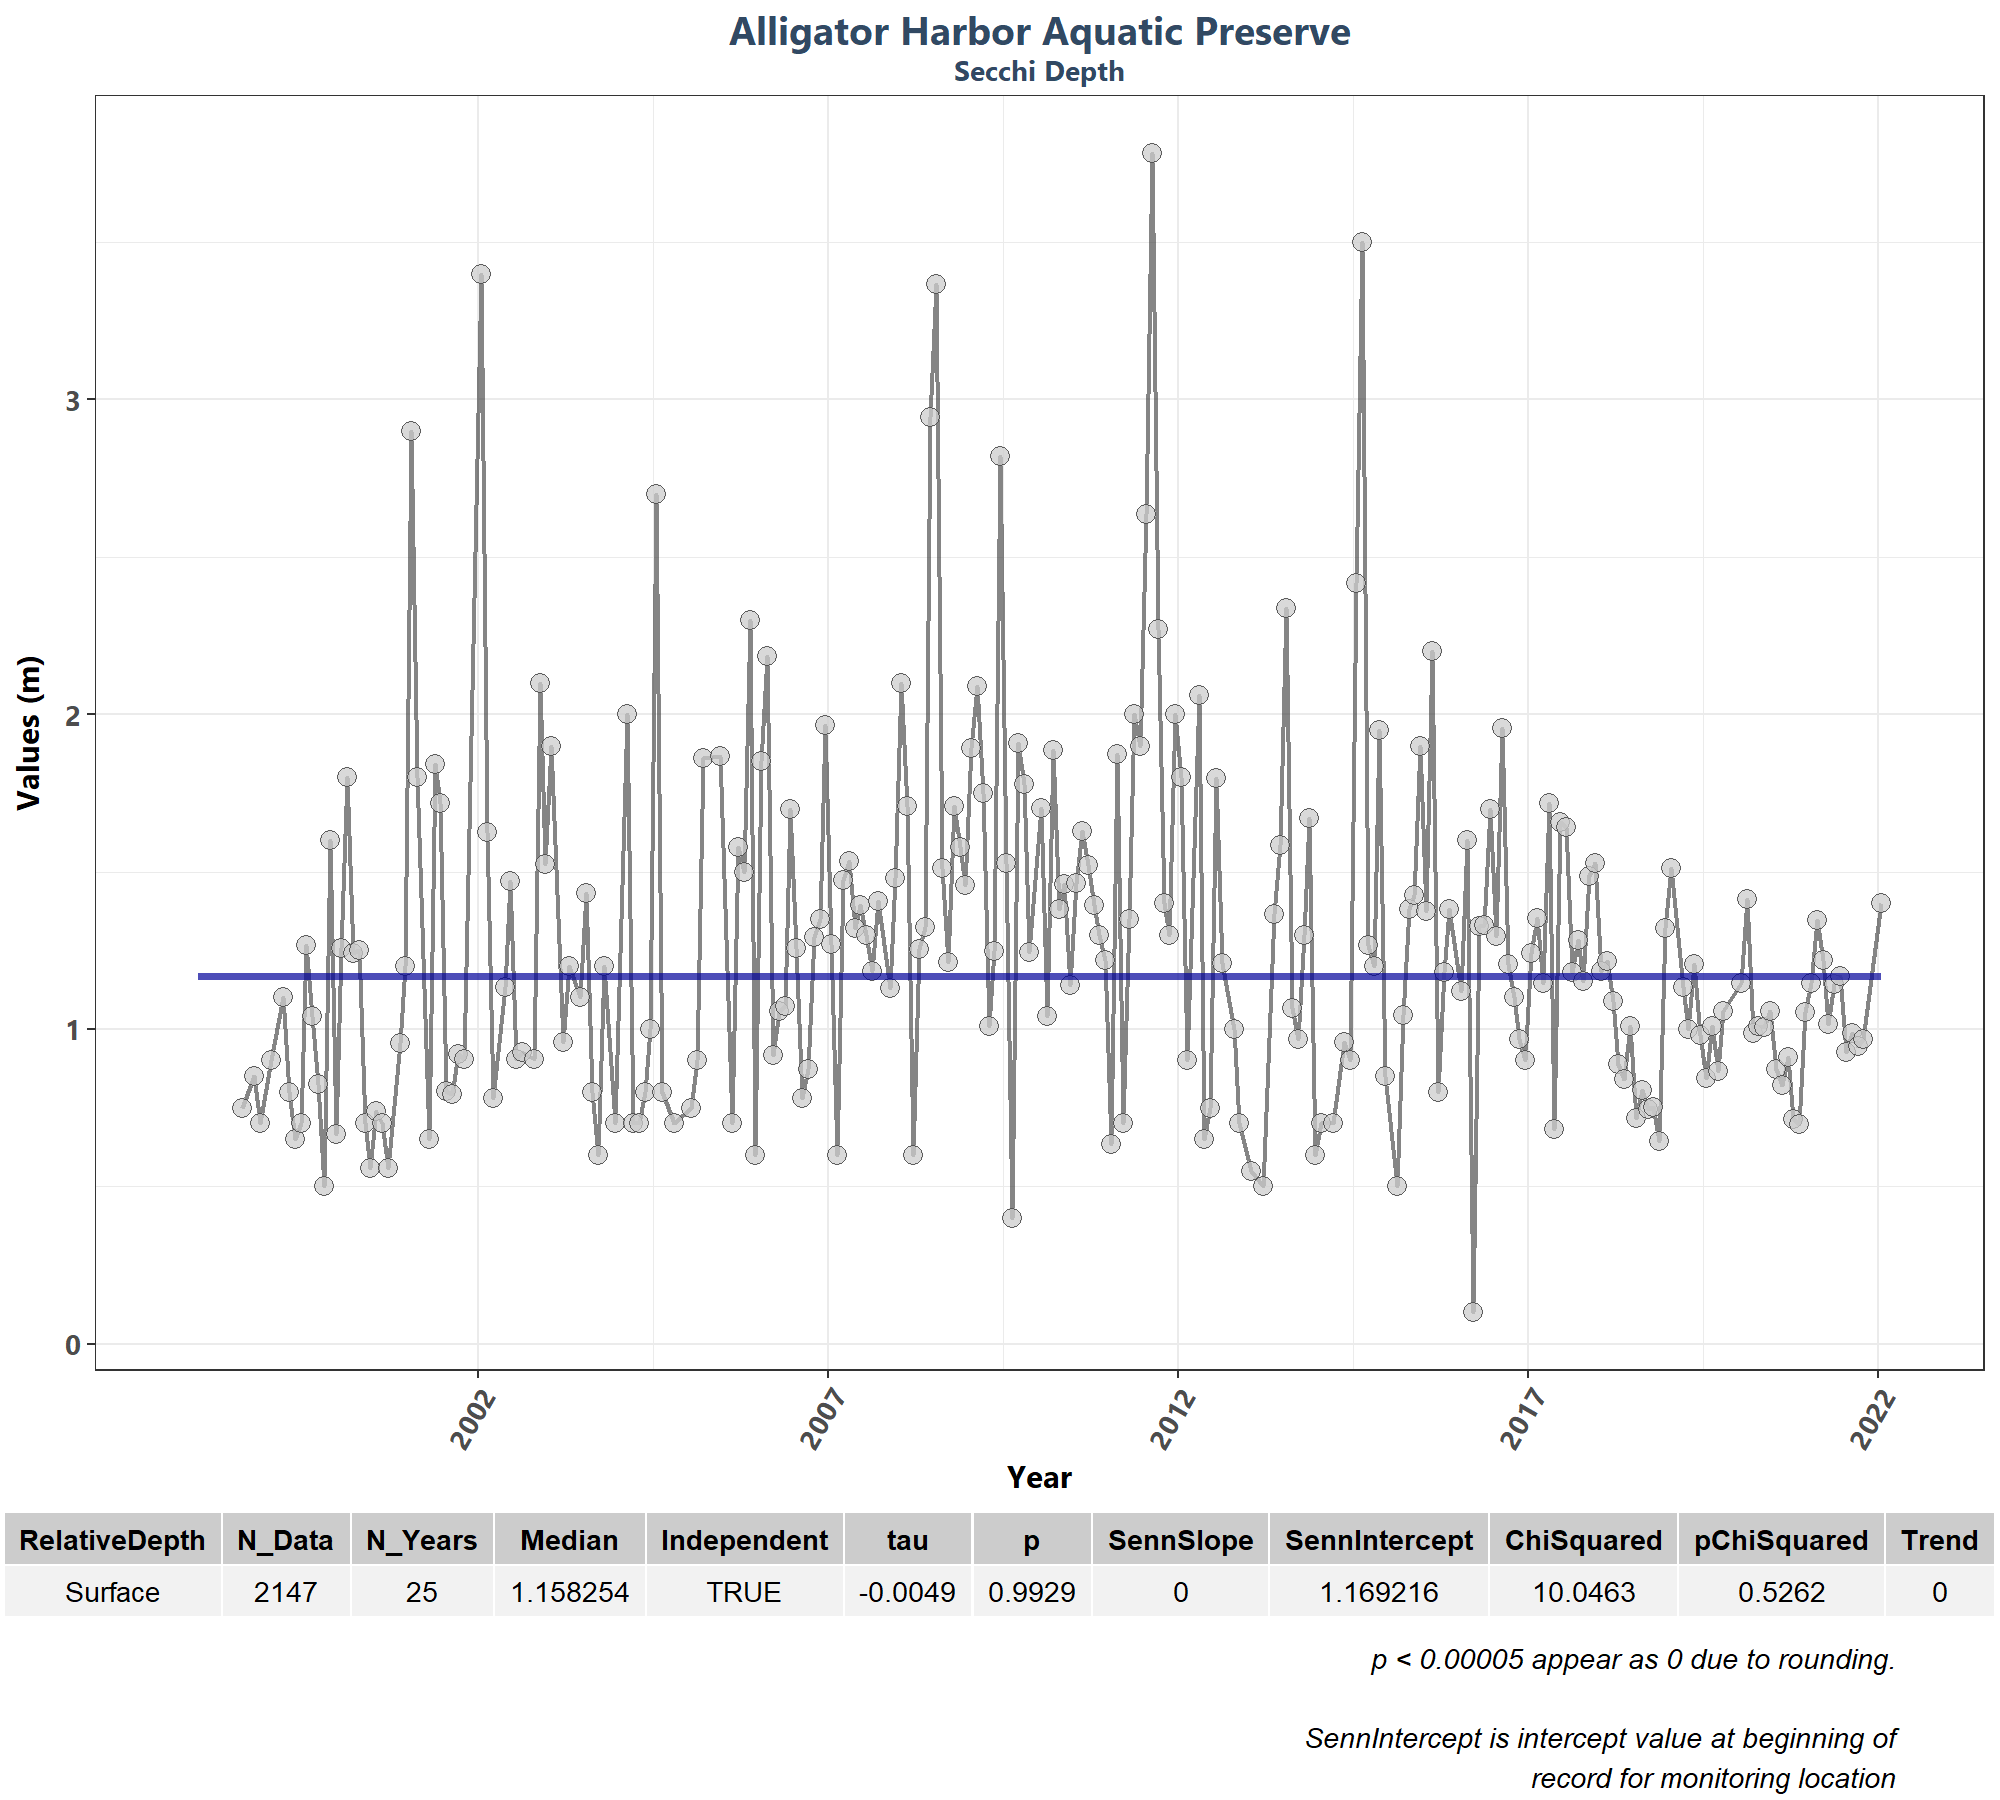 Alligator Harbor Aquatic Preserve
Secchi Depth
Values (m)
3
2
1
0
2002 2007 2012 2017 2022
Year
RelativeDepth N_Data N_Years Median Independent tau p SennSlope SennIntercept ChiSquared pChiSquared Trend
Surface 2147 25 1.158254 TRUE -0.0049 0.9929 0 1.169216 10.0463 0.5262 0
p < 0.00005 appear as 0 due to rounding.
SennIntercept is intercept value at beginning of
record for monitoring location